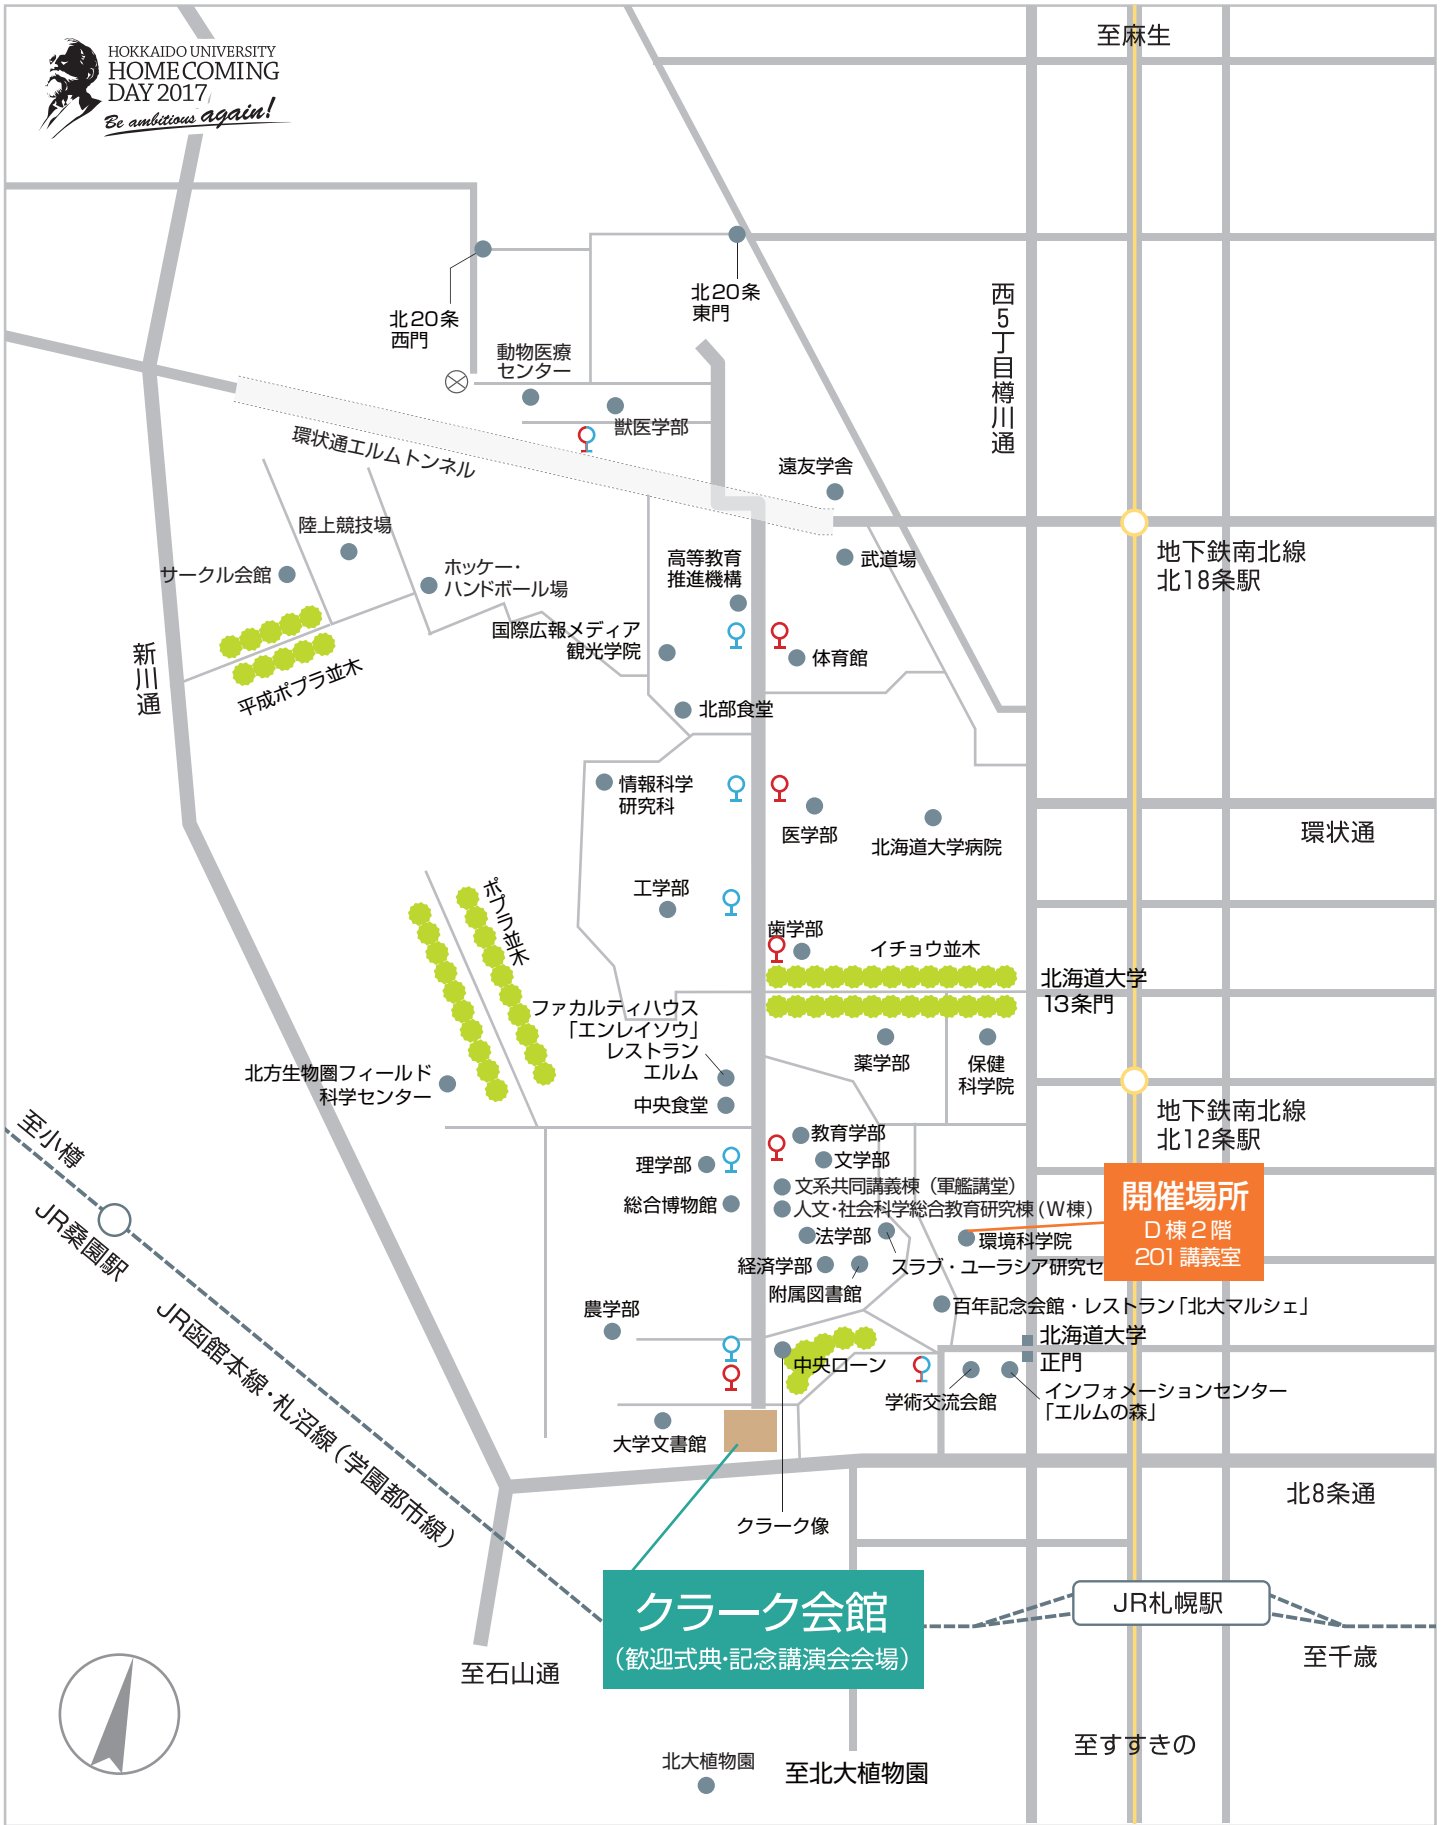 HOKKAIDO UNIVERSITY
HOMECOMING
DAY 2017
Be ambitious again!
至麻生
北20条
西門
北20条
東門
西5丁目樽川通
動物医療
センター
獣医学部
環状通エルムトンネル
遠友学舎
陸上競技場
サークル会館
ホッケー・
ハンドボール場
高等教育
推進機構
武道場
地下鉄南北線
北18条駅
国際広報メディア
観光学院
体育館
新川通
平成ポプラ並木
北部食堂
情報科学
研究科
医学部
北海道大学病院
環状通
工学部
ポプラ並木
歯学部
イチョウ並木
北海道大学
13条門
ファカルティハウス
「エンレイソウ」
レストラン
エルム
薬学部
保健
科学院
北方生物圏フィールド
科学センター
中央食堂
地下鉄南北線
北12条駅
至小樽
教育学部
理学部
文学部
文系共同講義棟（軍艦講堂）
総合博物館
人文・社会科学総合教育研究棟(W棟)
開催場所
D棟2階
201講義室
JR桑園駅
法学部
環境科学院
経済学部
スラブ・ユーラシア研究セ
附属図書館
農学部
百年記念会館・レストラン「北大マルシェ」
JR函館本線・札沼線(学園都市線)
北海道大学
正門
中央ローン
学術交流会館
インフォメーションセンター
「エルムの森」
大学文書館
北8条通
クラーク像
クラーク会館
(歓迎式典・記念講演会会場)
JR札幌駅
至石山通
至千歳
至すすきの
北大植物園
至北大植物園